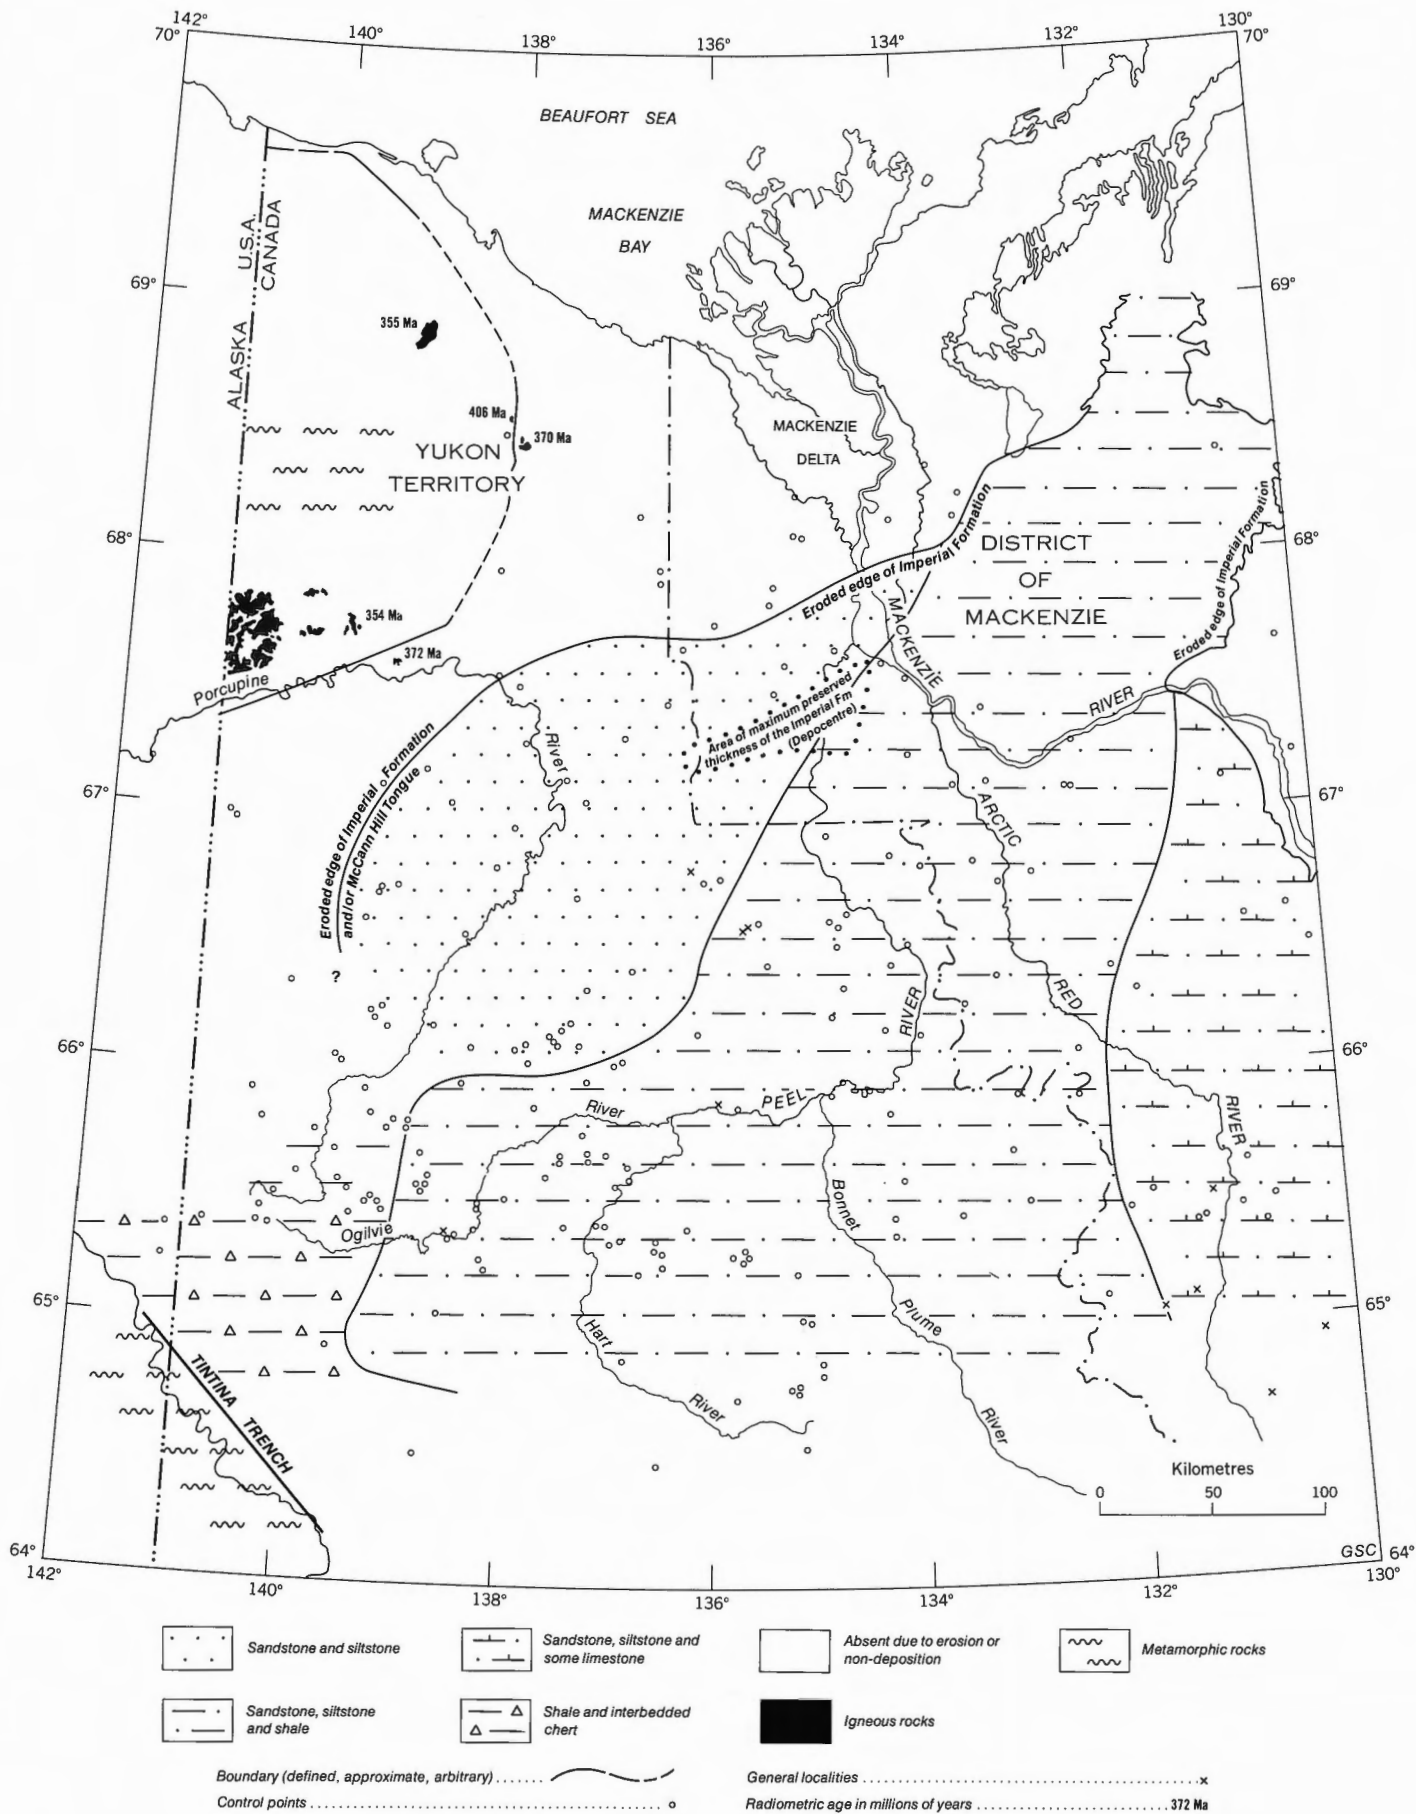 142° 140° 138° 136° 134° 132° 130°
70° 70°
BEAUFORT SEA
MACKENZIE
BAY
U.S.A.
CANADA
69° 69°
355 Ma
ALASKA
406 Ma
370 Ma
YUKON
TERRITORY
MACKENZIE
DELTA
Eroded edge of Imperial Formation
68° 68°
DISTRICT
OF
MACKENZIE
Eroded edge of Imperial Formation
354 Ma
372 Ma
Porcupine
River
MACKENZIE
RIVER
Area of maximum preserved
thickness of the Imperial Fm
(Depocentre)
Eroded edge of Imperial Formation
and/or McCann Hill Tongue
67° 67°
ARCTIC
RED
RIVER
?
RIVER
66° 66°
PEEL
River
Ogilvie
Bonnet
Plume
River
Hart
River
65° 65°
TINTINA TRENCH
Kilometres
0 50 100
GSC
64° 64°
142° 140° 138° 136° 134° 132° 130°
Sandstone and siltstone
Sandstone, siltstone and
some limestone
Absent due to erosion or
non-deposition
Metamorphic rocks
Sandstone, siltstone
and shale
Shale and interbedded
chert
Igneous rocks
Boundary (defined, approximate, arbitrary).......
General localities ...............................................x
Control points ....................................................o
Radiometric age in millions of years ............................372 Ma